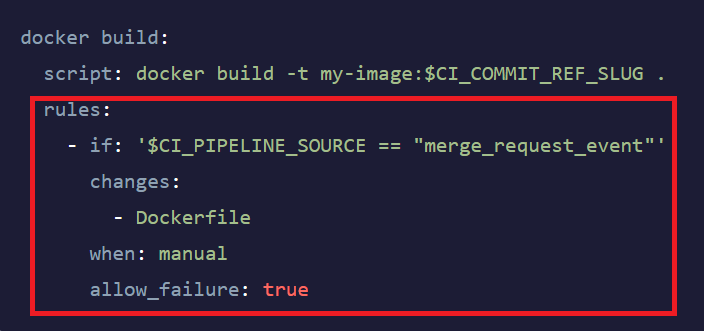 docker build:
script: docker build -t my-image:$CI_COMMIT_REF_SLUG .
rules:
- if: '$CI_PIPELINE_SOURCE == "merge_request_event"'
changes:
- Dockerfile
when: manual
allow_failure: true